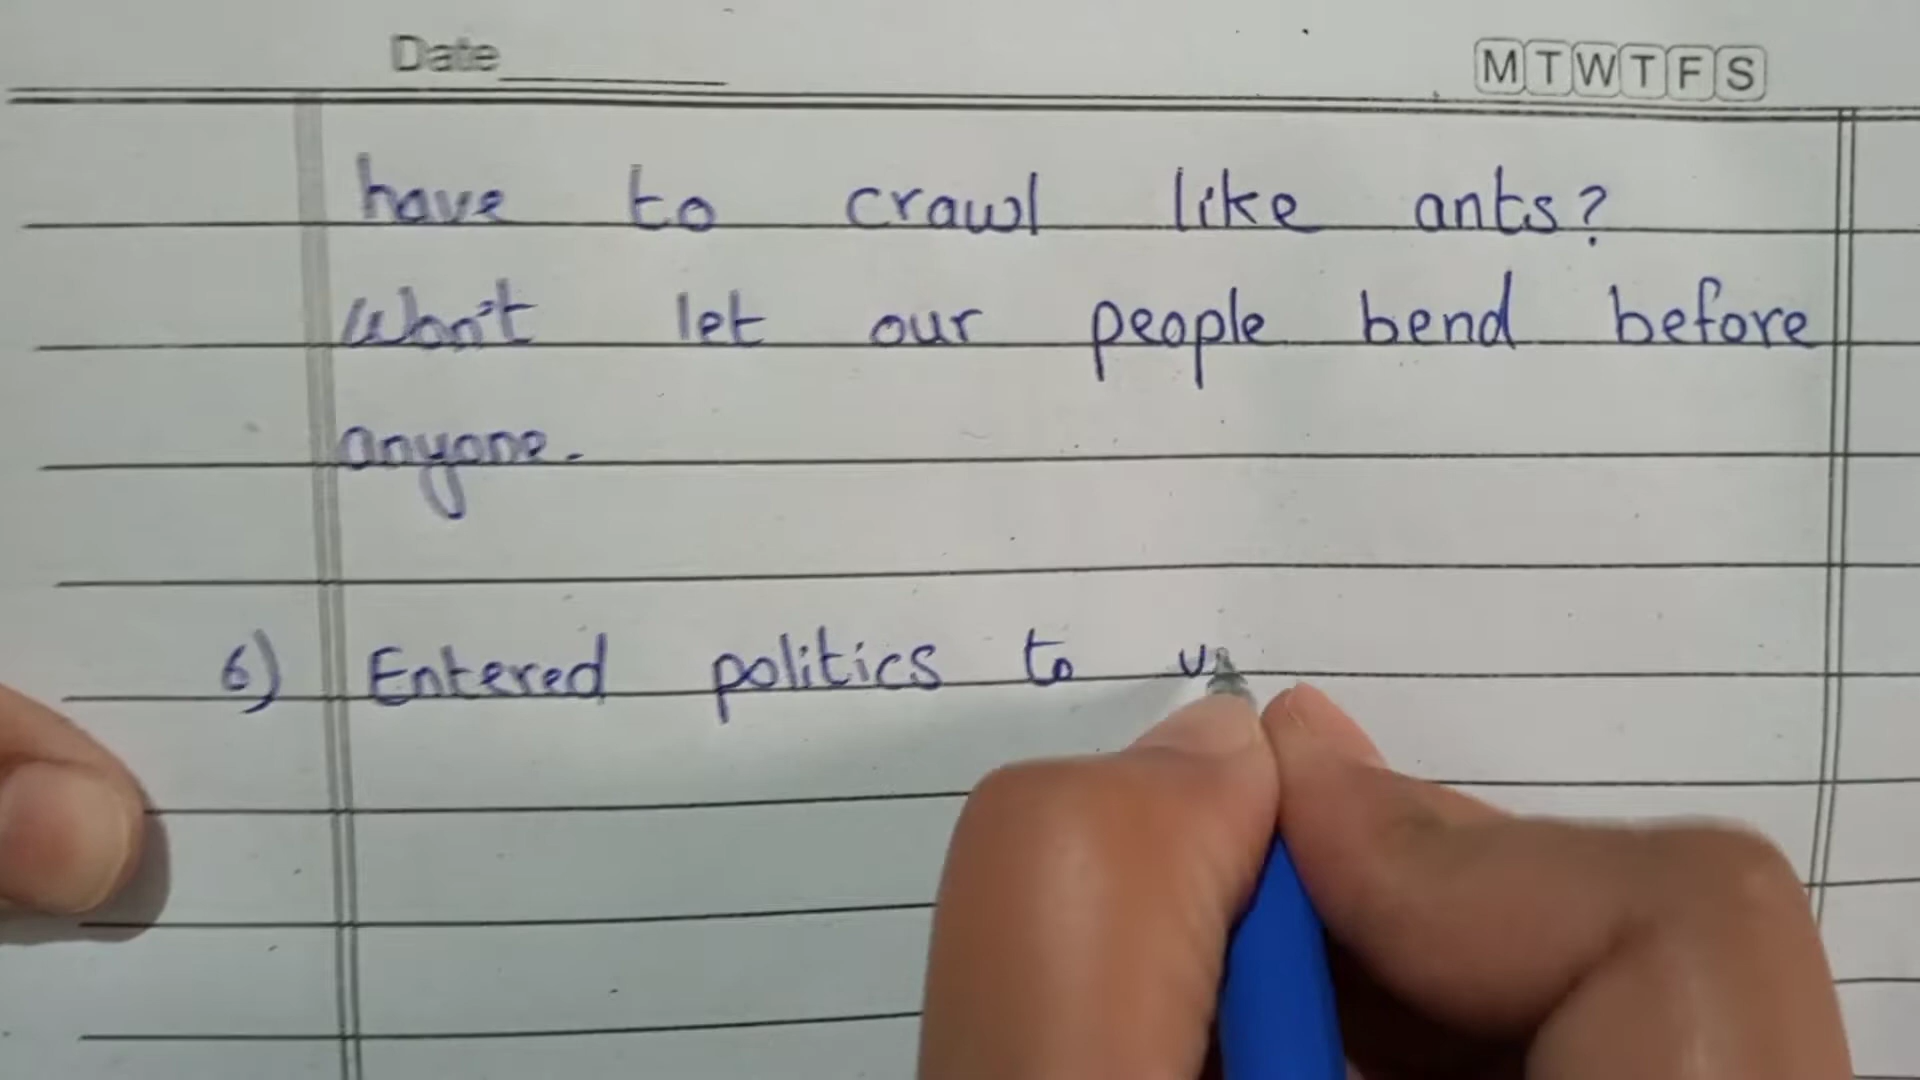 Date
M T W T F S
have to crawl like ants?
Won't let our people bend before
anyone.
6) Entered politics to